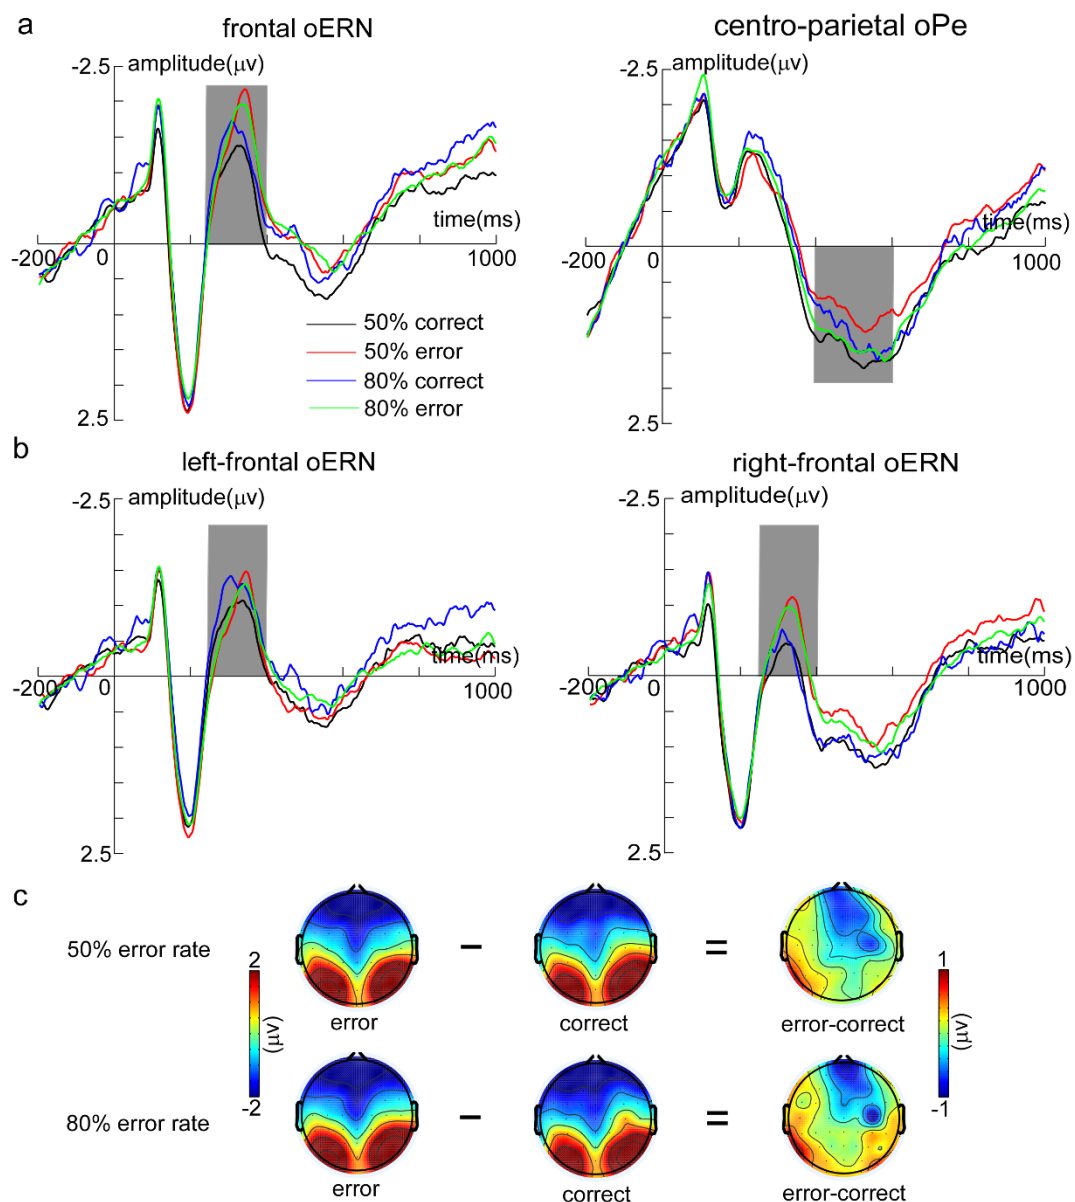 a
frontal oERN
centro-parietal oPe
-2.5
amplitude(μv)
-2.5
amplitude(μv)
time(ms)
time(ms)
-200
0
1000
-200
0
1000
50% correct
50% error
80% correct
80% error
2.5
2.5
b
left-frontal oERN
right-frontal oERN
-2.5
amplitude(μv)
-2.5
amplitude(μv)
time(ms)
time(ms)
-200
0
1000
-200
0
1000
2.5
2.5
c
50% error rate
2
(μv)
-2
error
–
correct
=
error-correct
1
(μv)
-1
80% error rate
error
–
correct
=
error-correct